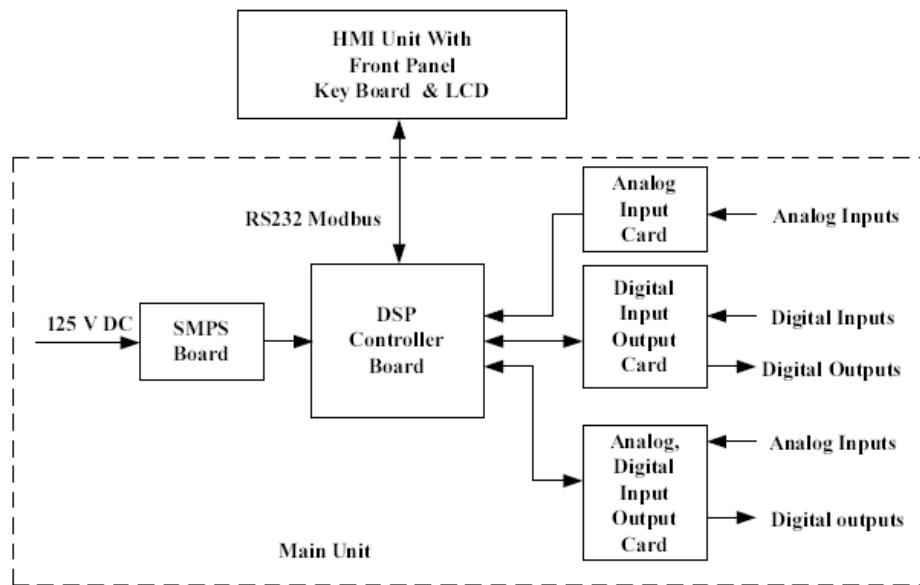 HMI Unit With
Front Panel
Key Board & LCD
RS232 Modbus
Analog
Input
Card
Analog Inputs
125 V DC
SMPS
Board
DSP
Controller
Board
Digital
Input
Output
Card
Digital Inputs
Digital Outputs
Analog,
Digital
Input
Output
Card
Analog Inputs
Digital outputs
Main Unit